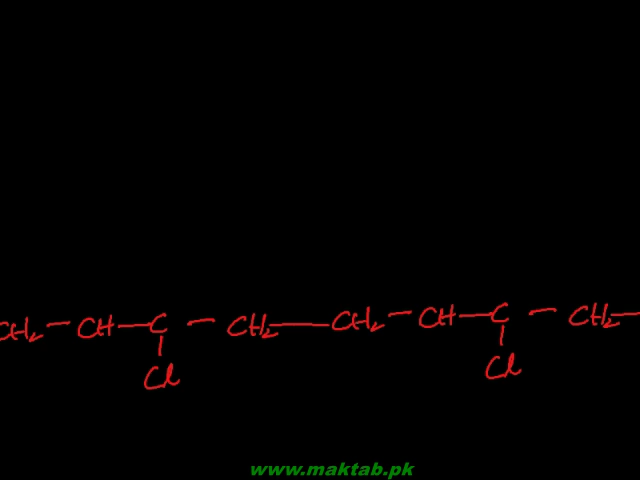 CH₂ — CH — C — CH₂ — CH₂ — CH — C — CH₂ —
Cl Cl
www.maktab.pk